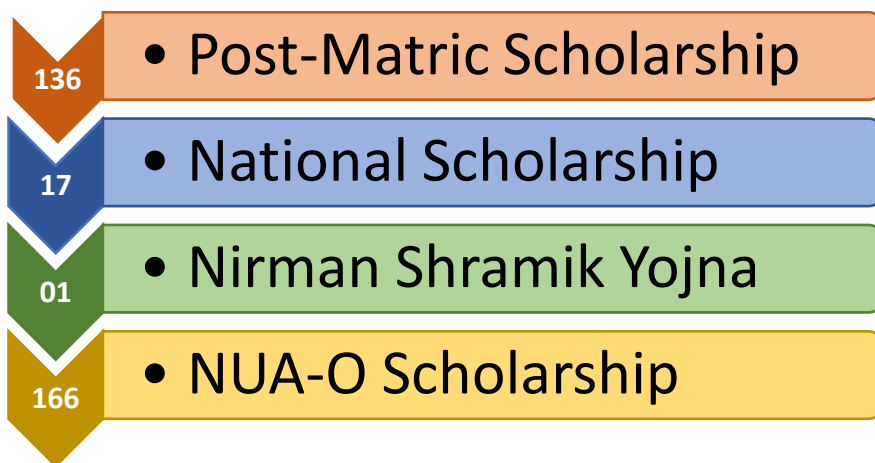 136 • Post-Matric Scholarship
17 • National Scholarship
01 • Nirman Shramik Yojna
166 • NUA-O Scholarship